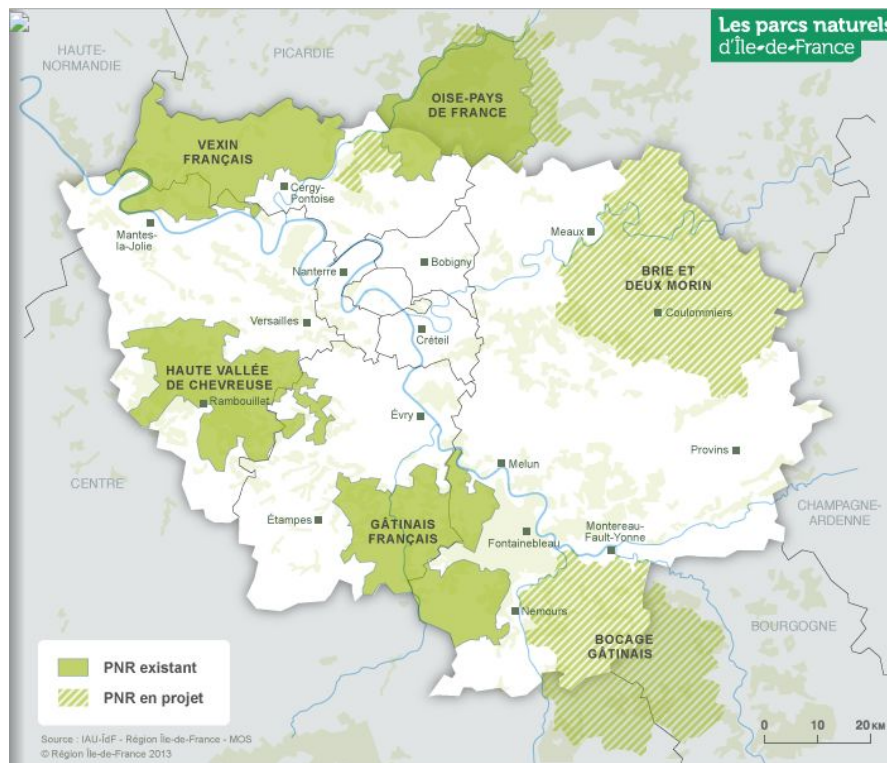 Les parcs naturels
d'Île-de-France
HAUTE-
NORMANDIE
PICARDIE
OISE-PAYS
DE FRANCE
VEXIN
FRANÇAIS
Cérgy-
Pontoise
Mantes-
la-Jolie
Meaux
Nanterre
Bobigny
BRIE ET
DEUX MORIN
Coulommiers
Versailles
Créteil
HAUTE VALLÉE
DE CHEVREUSE
Rambouillet
Évry
Provins
Melun
CENTRE
CHAMPAGNE-
ARDENNE
Étampes
GÂTINAIS
FRANÇAIS
Fontainebleau
Montereau-
Fault-Yonne
Nemours
BOURGOGNE
BOCAGE
GÂTINAIS
PNR existant
PNR en projet
0 10 20 KM
Source : IAU-ÎdF - Région Île-de-France - MOS
© Région Île-de-France 2013